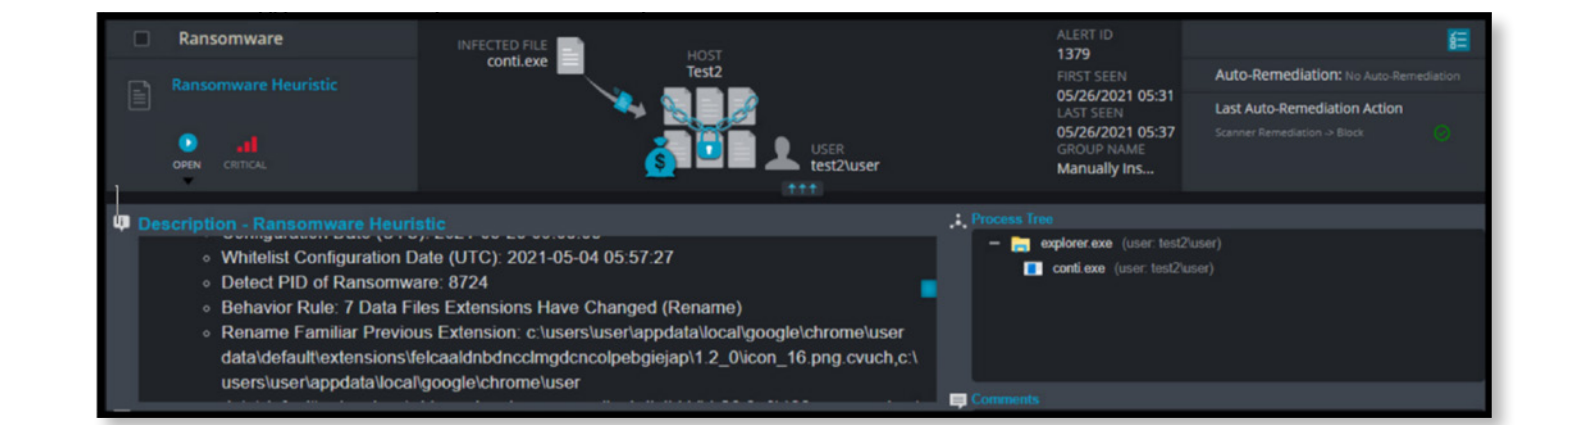 Ransomware
Ransomware Heuristic
OPEN
CRITICAL
INFECTED FILE
conti.exe
HOST
Test2
USER
test2\user
ALERT ID
1379
FIRST SEEN
05/26/2021 05:31
LAST SEEN
05/26/2021 05:37
GROUP NAME
Manually Ins...
Auto-Remediation: No Auto-Remediation
Last Auto-Remediation Action
Scanner Remediation -> Block
Description - Ransomware Heuristic
Whitelist Configuration Date (UTC): 2021-05-04 05:57:27
Detect PID of Ransomware: 8724
Behavior Rule: 7 Data Files Extensions Have Changed (Rename)
Rename Familiar Previous Extension: c:\users\user\appdata\local\google\chrome\user
data\default\extensions\felcaaldnbdncclmgdcncolpebgiejap\1.2_0\icon_16.png.cvuch,c:\
users\user\appdata\local\google\chrome\user
Process Tree
explorer.exe (user: test2\user)
conti.exe (user: test2\user)
Comments